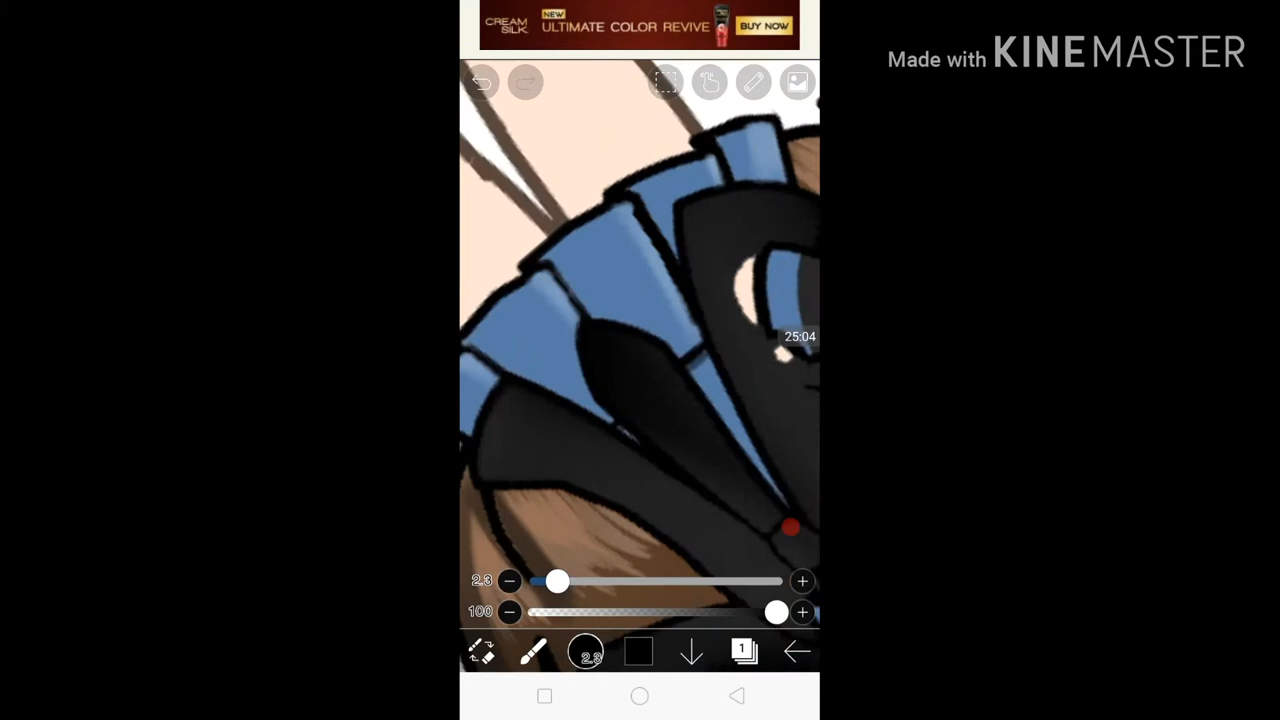 CREAM SILK
NEW
ULTIMATE COLOR REVIVE
BUY NOW
Made with KINEMASTER
25:04
2.3
100
2.3
1